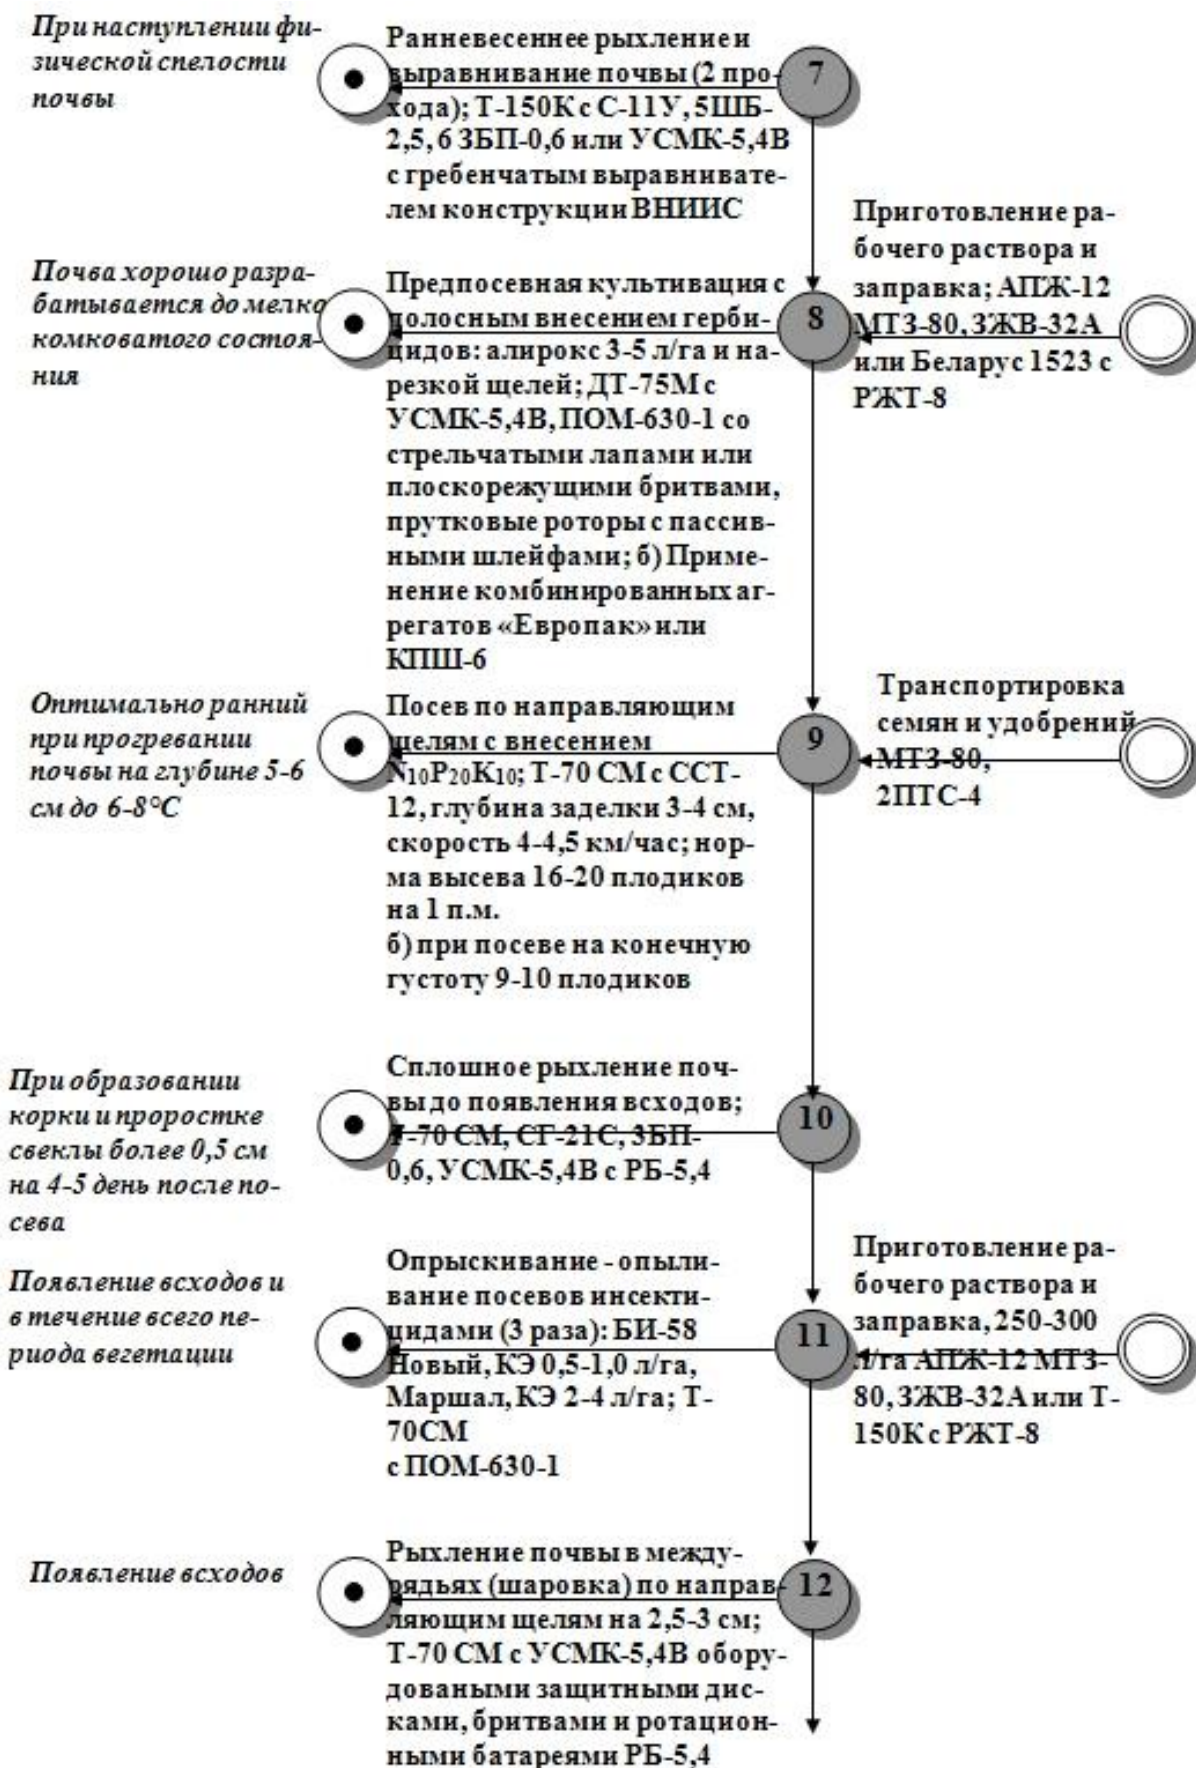 При наступлении фи-
зической спелости
почвы
Ранневесеннее рыхление и
выравнивание почвы (2 про-
хода); Т-150К с С-11У, 5ШБ-
2,5, 6 ЗБП-0,6 или УСМК-5,4В
с гребенчатым выравнивате-
лем конструкции ВНИИС
7
Почва хорошо разра-
батывается до мелко
комковатого состоя-
ния
Предпосевная культивация с
полосным внесением герби-
цидов: алирокс 3-5 л/га и на-
резкой щелей; ДТ-75М с
УСМК-5,4В, ПОМ-630-1 со
стрельчатыми лапами или
плоскорежущими бритвами,
прутковые роторы с пассив-
ными шлейфами; б) Приме-
нение комбинированных аг-
регатов «Европак» или
КПШ-6
8
Приготовление ра-
бочего раствора и
заправка; АПЖ-12
МТЗ-80, ЗЖВ-32А
или Беларус 1523 с
РЖТ-8
Оптимально ранний
при прогревании
почвы на глубине 5-6
см до 6-8°С
Посев по направляющим
щелям с внесением
N₁₀P₂₀K₁₀; Т-70 СМ с ССТ-
12, глубина заделки 3-4 см,
скорость 4-4,5 км/час; нор-
ма высева 16-20 плодиков
на 1 п.м.
б) при посеве на конечную
густоту 9-10 плодиков
9
Транспортировка
семян и удобрений
МТЗ-80,
2ПТС-4
При образовании
корки и проростке
свеклы более 0,5 см
на 4-5 день после по-
сева
Сплошное рыхление поч-
вы до появления всходов;
Т-70 СМ, СГ-21С, ЗБП-
0,6, УСМК-5,4В с РБ-5,4
10
Появление всходов и
в течение всего пе-
риода вегетации
Опрыскивание - опыли-
вание посевов инсекти-
цидами (3 раза): БИ-58
Новый, КЭ 0,5-1,0 л/га,
Маршал, КЭ 2-4 л/га; Т-
70СМ
с ПОМ-630-1
11
Приготовление ра-
бочего раствора и
заправка, 250-300
л/га АПЖ-12 МТЗ-
80, ЗЖВ-32А или Т-
150К с РЖТ-8
Появление всходов
Рыхление почвы в между-
рядьях (шаровка) по направ-
ляющим щелям на 2,5-3 см;
Т-70 СМ с УСМК-5,4В обору-
доваными защитными дис-
ками, бритвами и ротацион-
ными батареями РБ-5,4
12